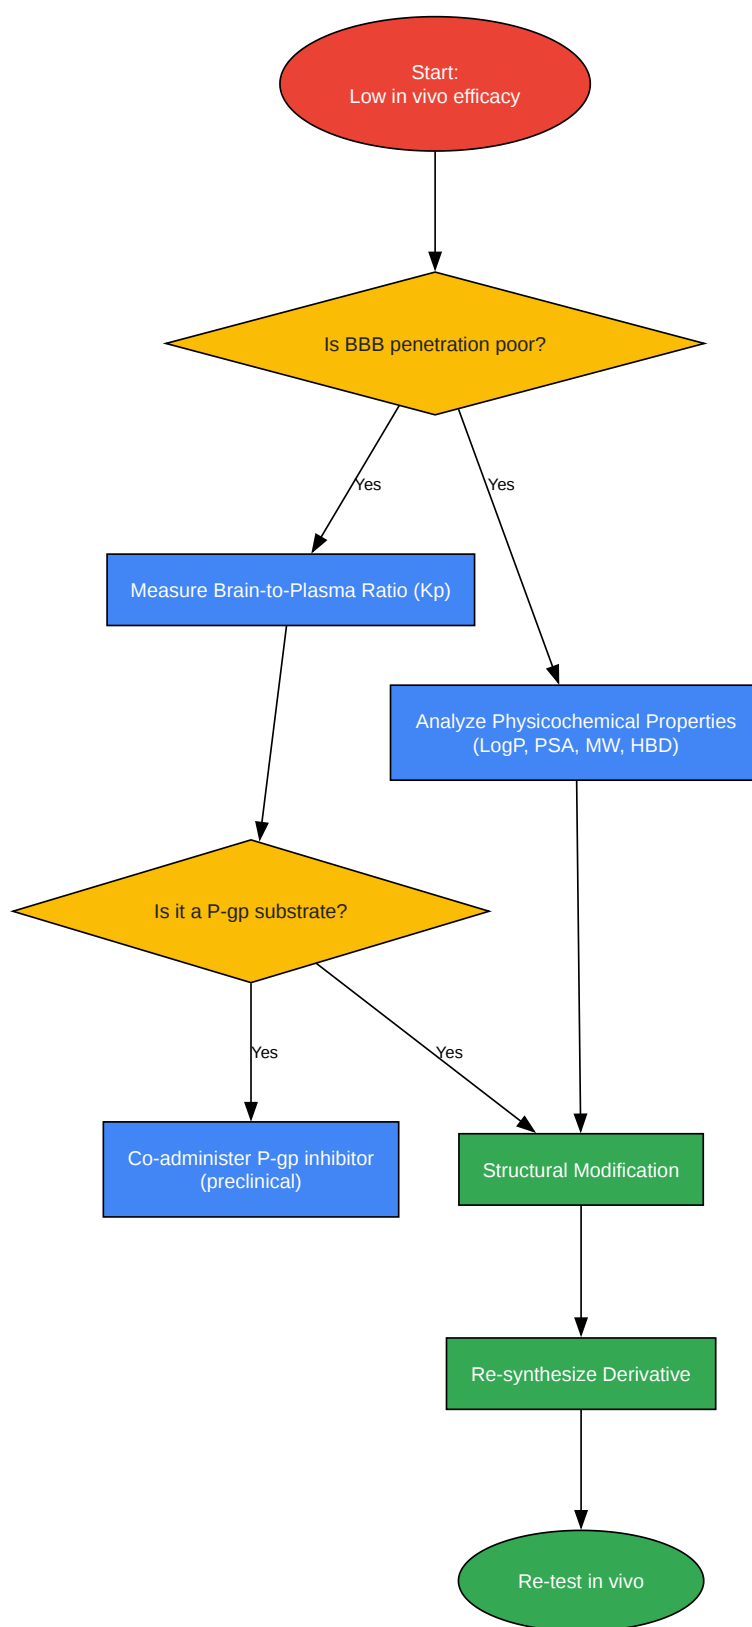 Start:
Low in vivo efficacy
Is BBB penetration poor?
Yes
Yes
Measure Brain-to-Plasma Ratio (Kp)
Analyze Physicochemical Properties
(LogP, PSA, MW, HBD)
Is it a P-gp substrate?
Yes
Yes
Co-administer P-gp inhibitor
(preclinical)
Structural Modification
Re-synthesize Derivative
Re-test in vivo